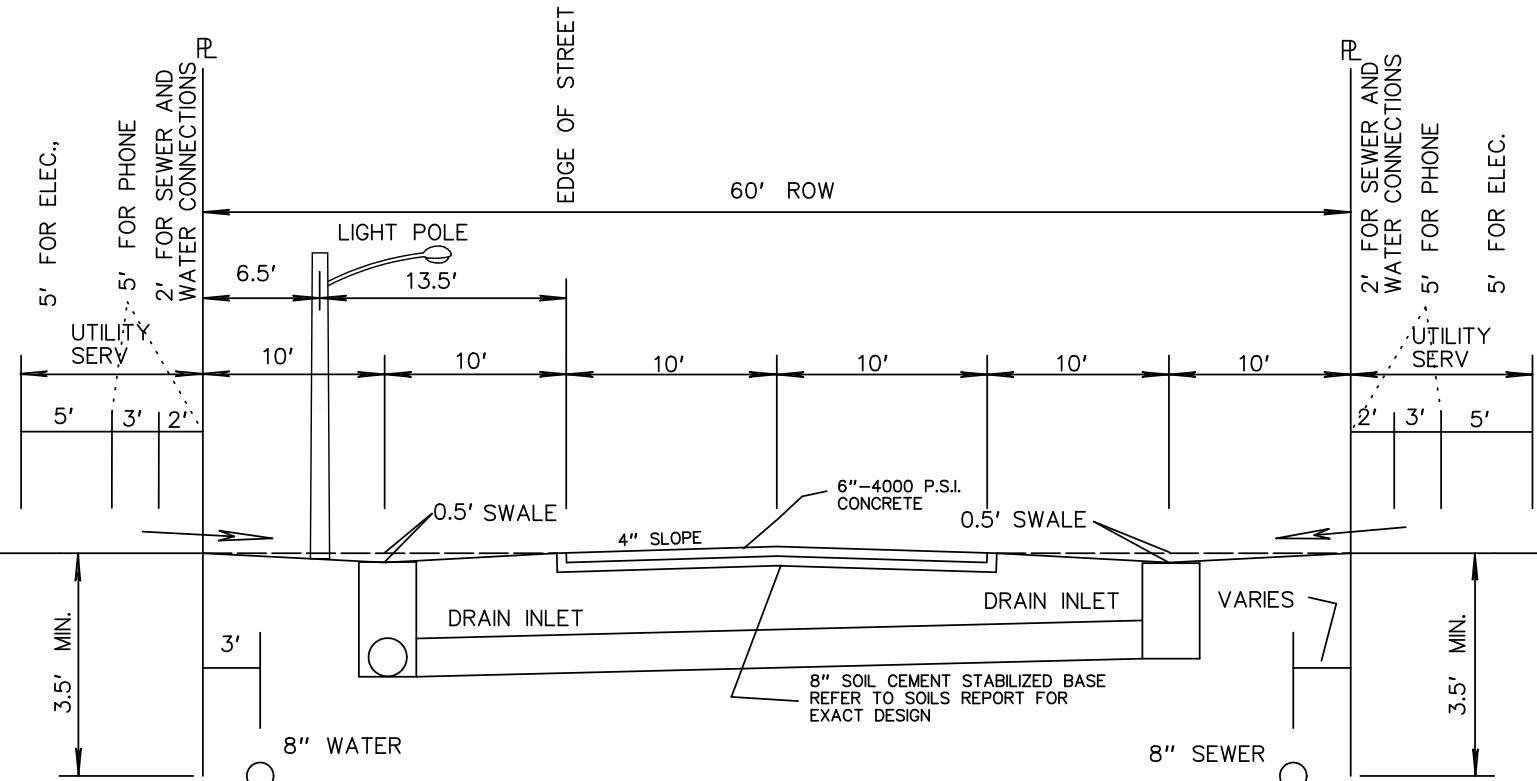 PL
PL
EDGE OF STREET
5' FOR ELEC.,
5' FOR PHONE
2' FOR SEWER AND
WATER CONNECTIONS
2' FOR SEWER AND
WATER CONNECTIONS
5' FOR PHONE
5' FOR ELEC.
60' ROW
LIGHT POLE
6.5'
13.5'
UTILITY
SERV
UTILITY
SERV
10'
10'
10'
10'
10'
10'
5'
3'
2'
2'
3'
5'
0.5' SWALE
6"-4000 P.S.I.
CONCRETE
0.5' SWALE
4" SLOPE
DRAIN INLET
DRAIN INLET
VARIES
3.5' MIN.
3'
3.5' MIN.
8" SOIL CEMENT STABILIZED BASE
REFER TO SOILS REPORT FOR
EXACT DESIGN
8" WATER
8" SEWER